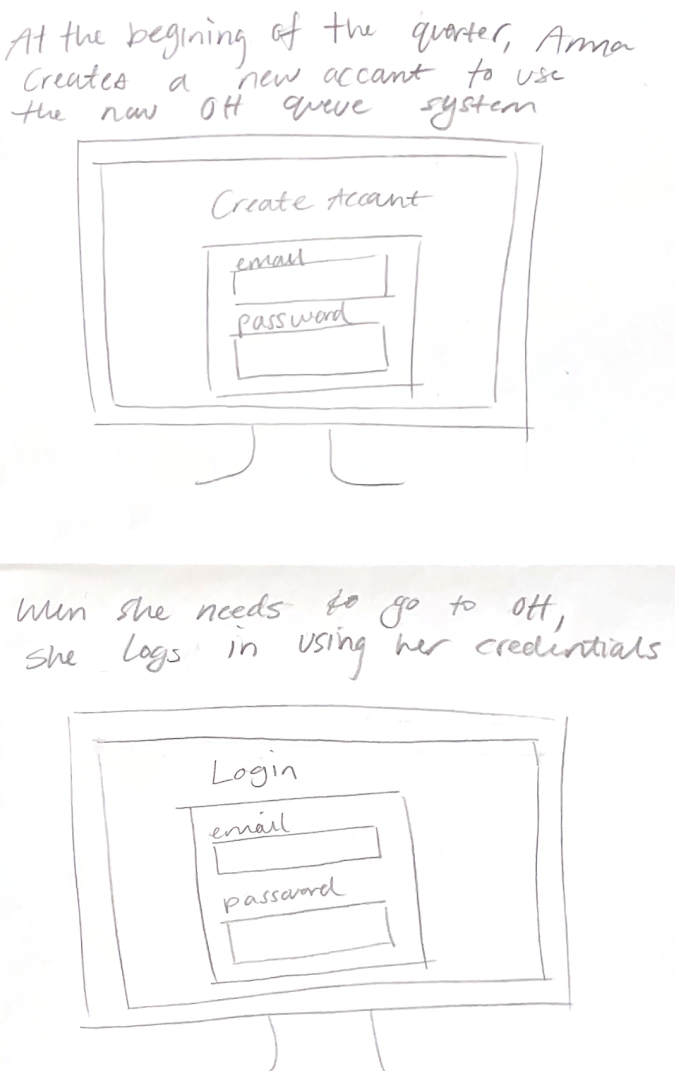 At the begining of the quarter, Anna
creates a new accant to use
the new OH queue system
Create Accant
email
password
When she needs to go to OH,
she logs in using her credentials
Login
email
password